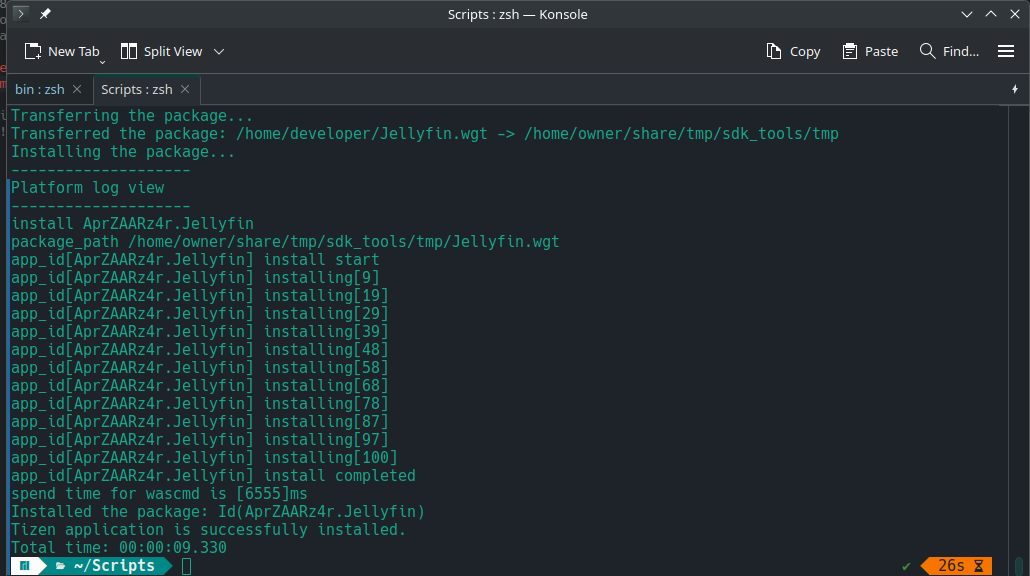 Scripts : zsh — Konsole
New Tab
Split View
Copy
Paste
Find...
bin : zsh
Scripts : zsh
Transferring the package...
Transferred the package: /home/developer/Jellyfin.wgt -> /home/owner/share/tmp/sdk_tools/tmp
Installing the package...
--------------------
Platform log view
--------------------
install AprZAARz4r.Jellyfin
package_path /home/owner/share/tmp/sdk_tools/tmp/Jellyfin.wgt
app_id[AprZAARz4r.Jellyfin] install start
app_id[AprZAARz4r.Jellyfin] installing[9]
app_id[AprZAARz4r.Jellyfin] installing[19]
app_id[AprZAARz4r.Jellyfin] installing[29]
app_id[AprZAARz4r.Jellyfin] installing[39]
app_id[AprZAARz4r.Jellyfin] installing[48]
app_id[AprZAARz4r.Jellyfin] installing[58]
app_id[AprZAARz4r.Jellyfin] installing[68]
app_id[AprZAARz4r.Jellyfin] installing[78]
app_id[AprZAARz4r.Jellyfin] installing[87]
app_id[AprZAARz4r.Jellyfin] installing[97]
app_id[AprZAARz4r.Jellyfin] installing[100]
app_id[AprZAARz4r.Jellyfin] install completed
spend time for wascmd is [6555]ms
Installed the package: Id(AprZAARz4r.Jellyfin)
Tizen application is successfully installed.
Total time: 00:00:09.330
~/Scripts
26s